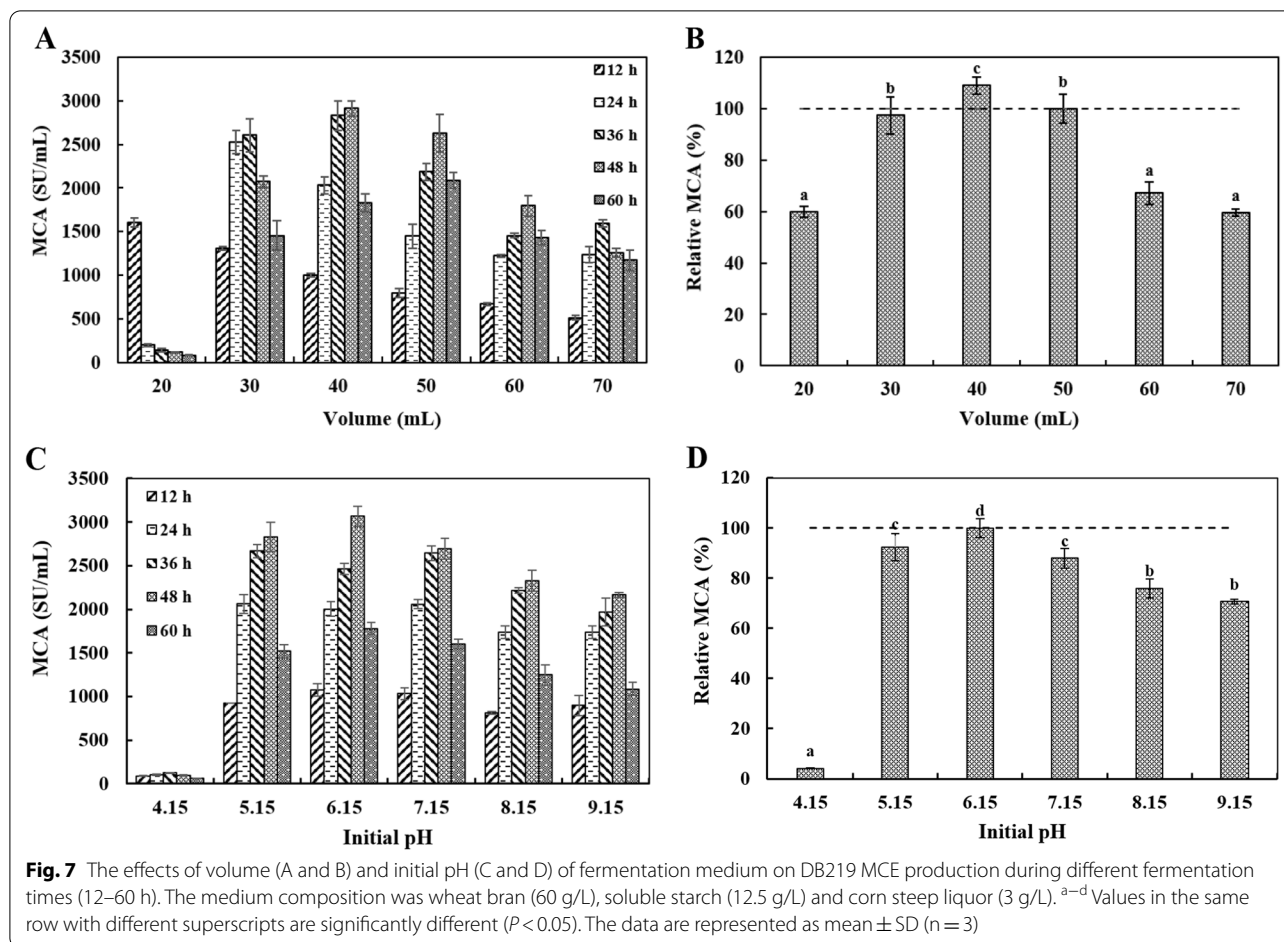 A
3500
3000
2500
2000
1500
1000
500
0
MCA (SU/mL)
12 h
24 h
36 h
48 h
60 h
20 30 40 50 60 70
Volume (mL)
B
120
100
80
60
40
20
0
Relative MCA (%)
a b c b a a
20 30 40 50 60 70
Volume (mL)
C
3500
3000
2500
2000
1500
1000
500
0
MCA (SU/mL)
12 h
24 h
36 h
48 h
60 h
4.15 5.15 6.15 7.15 8.15 9.15
Initial pH
D
120
100
80
60
40
20
0
Relative MCA (%)
a c d c b b
4.15 5.15 6.15 7.15 8.15 9.15
Initial pH
Fig. 7 The effects of volume (A and B) and initial pH (C and D) of fermentation medium on DB219 MCE production during different fermentation
times (12–60 h). The medium composition was wheat bran (60 g/L), soluble starch (12.5 g/L) and corn steep liquor (3 g/L). a–d Values in the same
row with different superscripts are significantly different (P < 0.05). The data are represented as mean ± SD (n = 3)